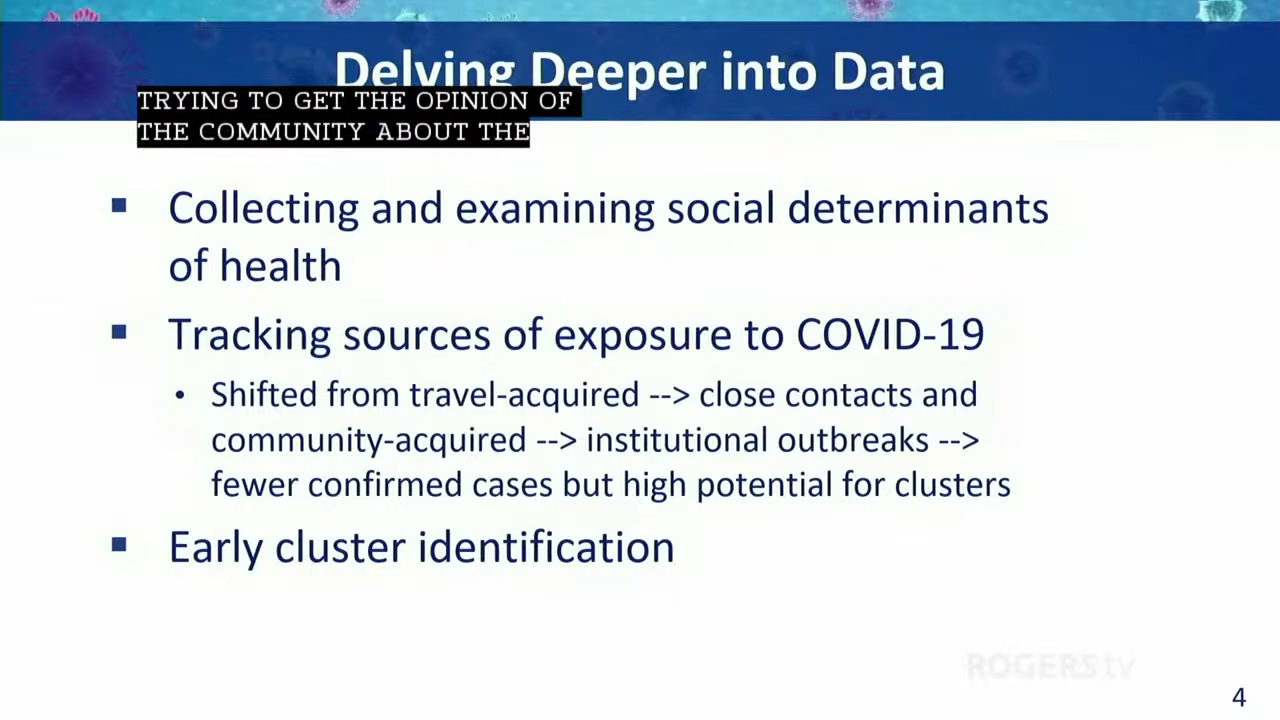 Delving Deeper into Data
TRYING TO GET THE OPINION OF
THE COMMUNITY ABOUT THE
▪ Collecting and examining social determinants
of health
▪ Tracking sources of exposure to COVID-19
• Shifted from travel-acquired --> close contacts and
community-acquired --> institutional outbreaks -->
fewer confirmed cases but high potential for clusters
▪ Early cluster identification
ROGERS tv
4